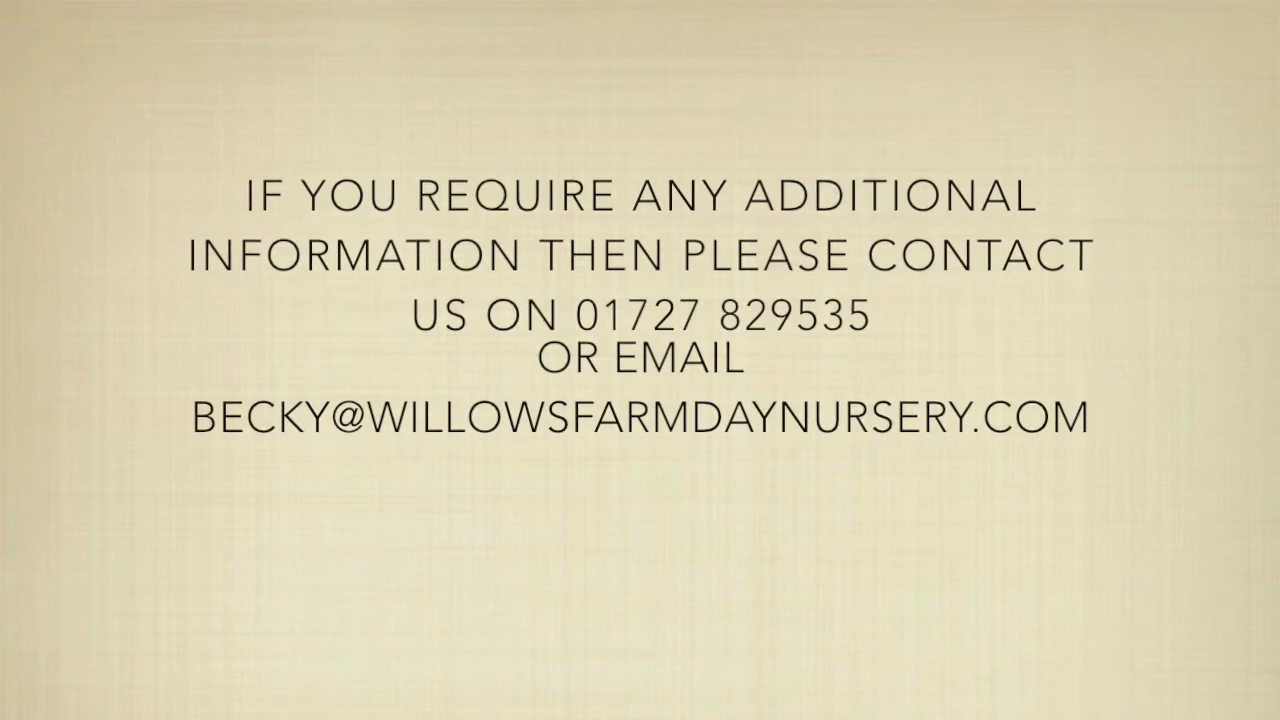 IF YOU REQUIRE ANY ADDITIONAL
INFORMATION THEN PLEASE CONTACT
US ON 01727 829535
OR EMAIL
BECKY@WILLOWSFARMDAYNURSERY.COM